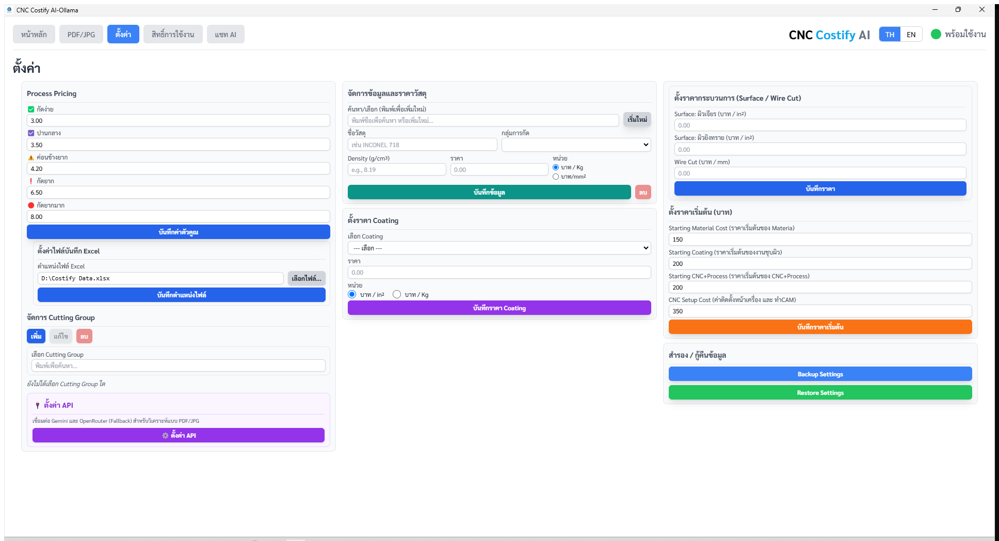 CNC Costify AI-Ollama
หน้าหลัก PDF/JPG ตั้งค่า สิทธิ์การใช้งาน แชท AI
CNC Costify AI TH EN พร้อมใช้งาน
ตั้งค่า
Process Pricing
กัดง่าย
3.00
ปานกลาง
3.50
ค่อนข้างยาก
4.20
กัดยาก
6.50
กัดยากมาก
8.00
บันทึกค่าตัวคูณ
ตั้งค่าไฟล์บันทึก Excel
ตำแหน่งไฟล์ Excel
D:\Costify Data.xlsx เลือกไฟล์...
บันทึกตำแหน่งไฟล์
จัดการ Cutting Group
เพิ่ม แก้ไข ลบ
เลือก Cutting Group
พิมพ์เพื่อค้นหา...
ยังไม่ได้เลือก Cutting Group ใด
ตั้งค่า API
เชื่อมต่อ Gemini และ OpenRouter (Fallback) สำหรับวิเคราะห์แบบ PDF/JPG
ตั้งค่า API
จัดการข้อมูลและราคาวัสดุ
ค้นหา/เลือก (พิมพ์เพื่อเพิ่มใหม่)
พิมพ์ชื่อเพื่อค้นหา หรือเพิ่มใหม่... เริ่มใหม่
ชื่อวัสดุ กลุ่มการกัด
เช่น INCONEL 718
Density (g/cm³) ราคา หน่วย
e.g., 8.19 0.00 บาท / Kg
บาท/mm²
บันทึกข้อมูล ลบ
ตั้งราคา Coating
เลือก Coating
--- เลือก ---
ราคา
0.00
หน่วย
บาท / in² บาท / Kg
บันทึกราคา Coating
ตั้งราคากระบวนการ (Surface / Wire Cut)
Surface: ผิวเจียร (บาท / in²)
0.00
Surface: ผิวยิงทราย (บาท / in²)
0.00
Wire Cut (บาท / mm)
0.00
บันทึกราคา
ตั้งราคาเริ่มต้น (บาท)
Starting Material Cost (ราคาเริ่มต้นของ Materia)
150
Starting Coating (ราคาเริ่มต้นของงานชุบผิว)
200
Starting CNC+Process (ราคาเริ่มต้นของ CNC+Process)
200
CNC Setup Cost (ค่าติดตั้งหน้าเครื่อง และ ทำCAM)
350
บันทึกราคาเริ่มต้น
สำรอง / กู้คืนข้อมูล
Backup Settings
Restore Settings